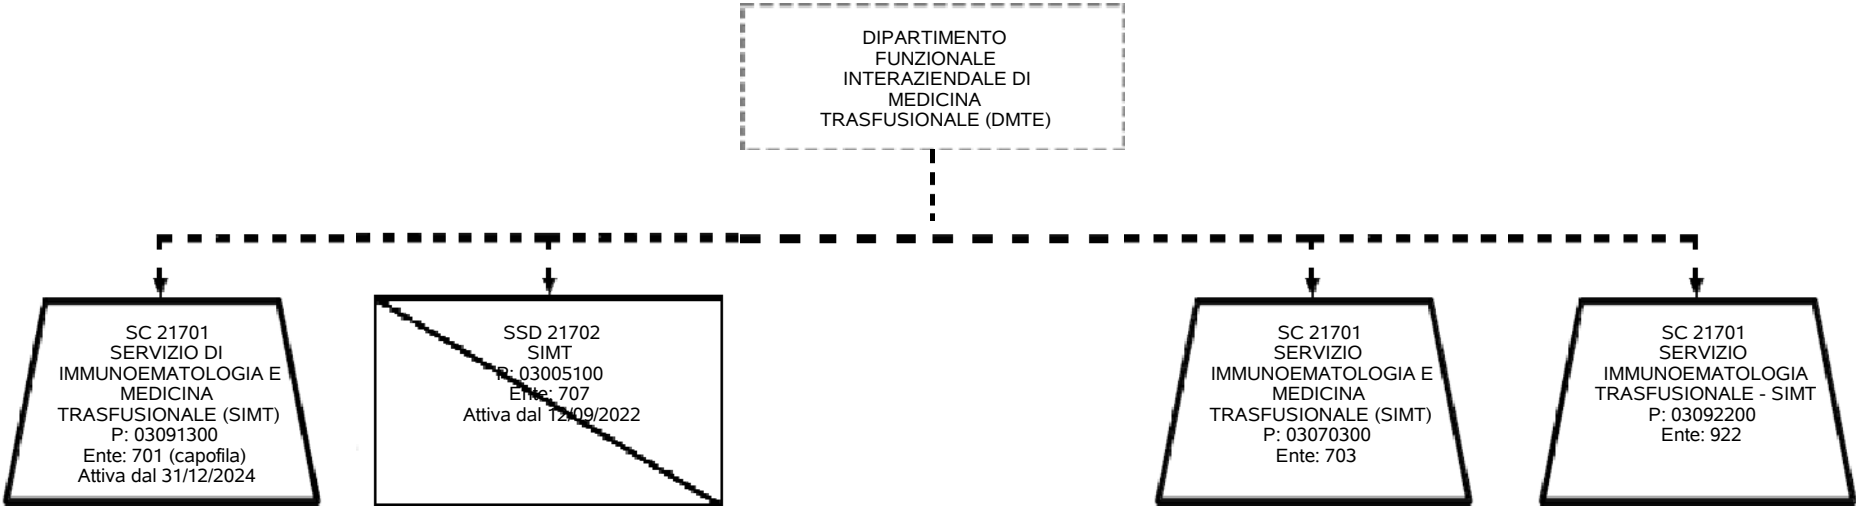 DIPARTIMENTO
FUNZIONALE
INTERAZIENDALE DI
MEDICINA
TRASFUSIONALE (DMTE)
SC 21701
SERVIZIO DI
IMMUNOEMATOLOGIA E
MEDICINA
TRASFUSIONALE (SIMT)
P: 03091300
Ente: 701 (capofila)
Attiva dal 31/12/2024
SSD 21702
SIMT
P: 03005100
Ente: 707
Attiva dal 12/09/2022
SC 21701
SERVIZIO
IMMUNOEMATOLOGIA E
MEDICINA
TRASFUSIONALE (SIMT)
P: 03070300
Ente: 703
SC 21701
SERVIZIO
IMMUNOEMATOLOGIA
TRASFUSIONALE - SIMT
P: 03092200
Ente: 922